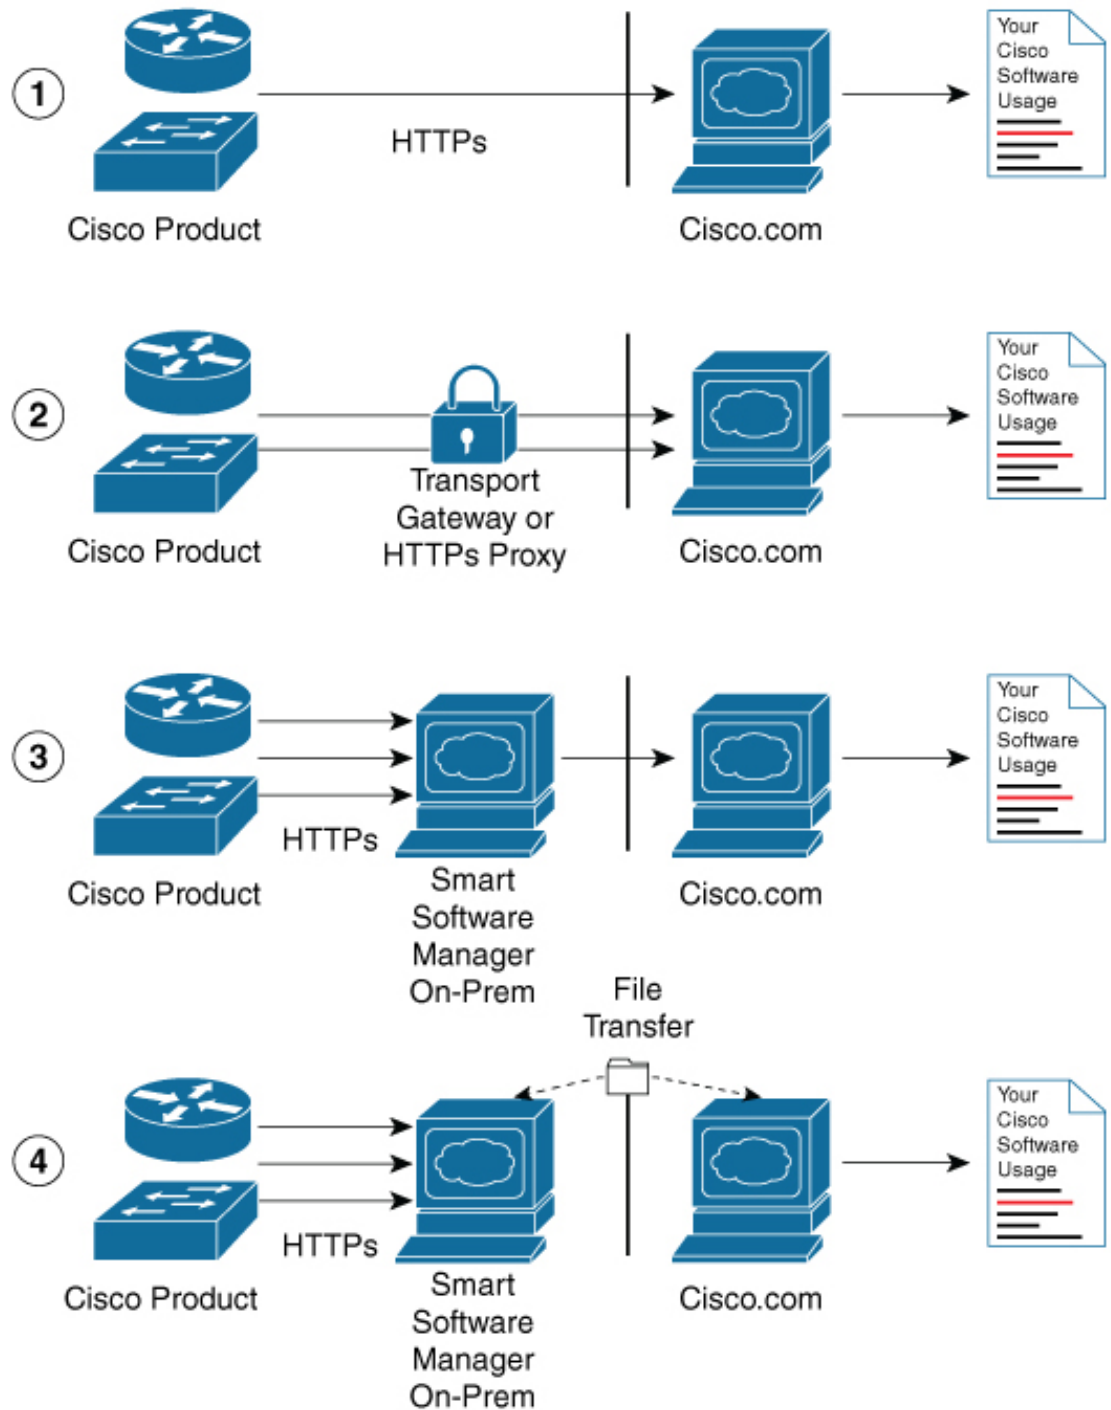 1
HTTPs
Cisco Product
Cisco.com
Your
Cisco
Software
Usage
2
Transport
Gateway or
HTTPs Proxy
Cisco Product
Cisco.com
Your
Cisco
Software
Usage
3
HTTPs
Cisco Product
Smart
Software
Manager
On-Prem
Cisco.com
Your
Cisco
Software
Usage
File
Transfer
4
HTTPs
Cisco Product
Smart
Software
Manager
On-Prem
Cisco.com
Your
Cisco
Software
Usage